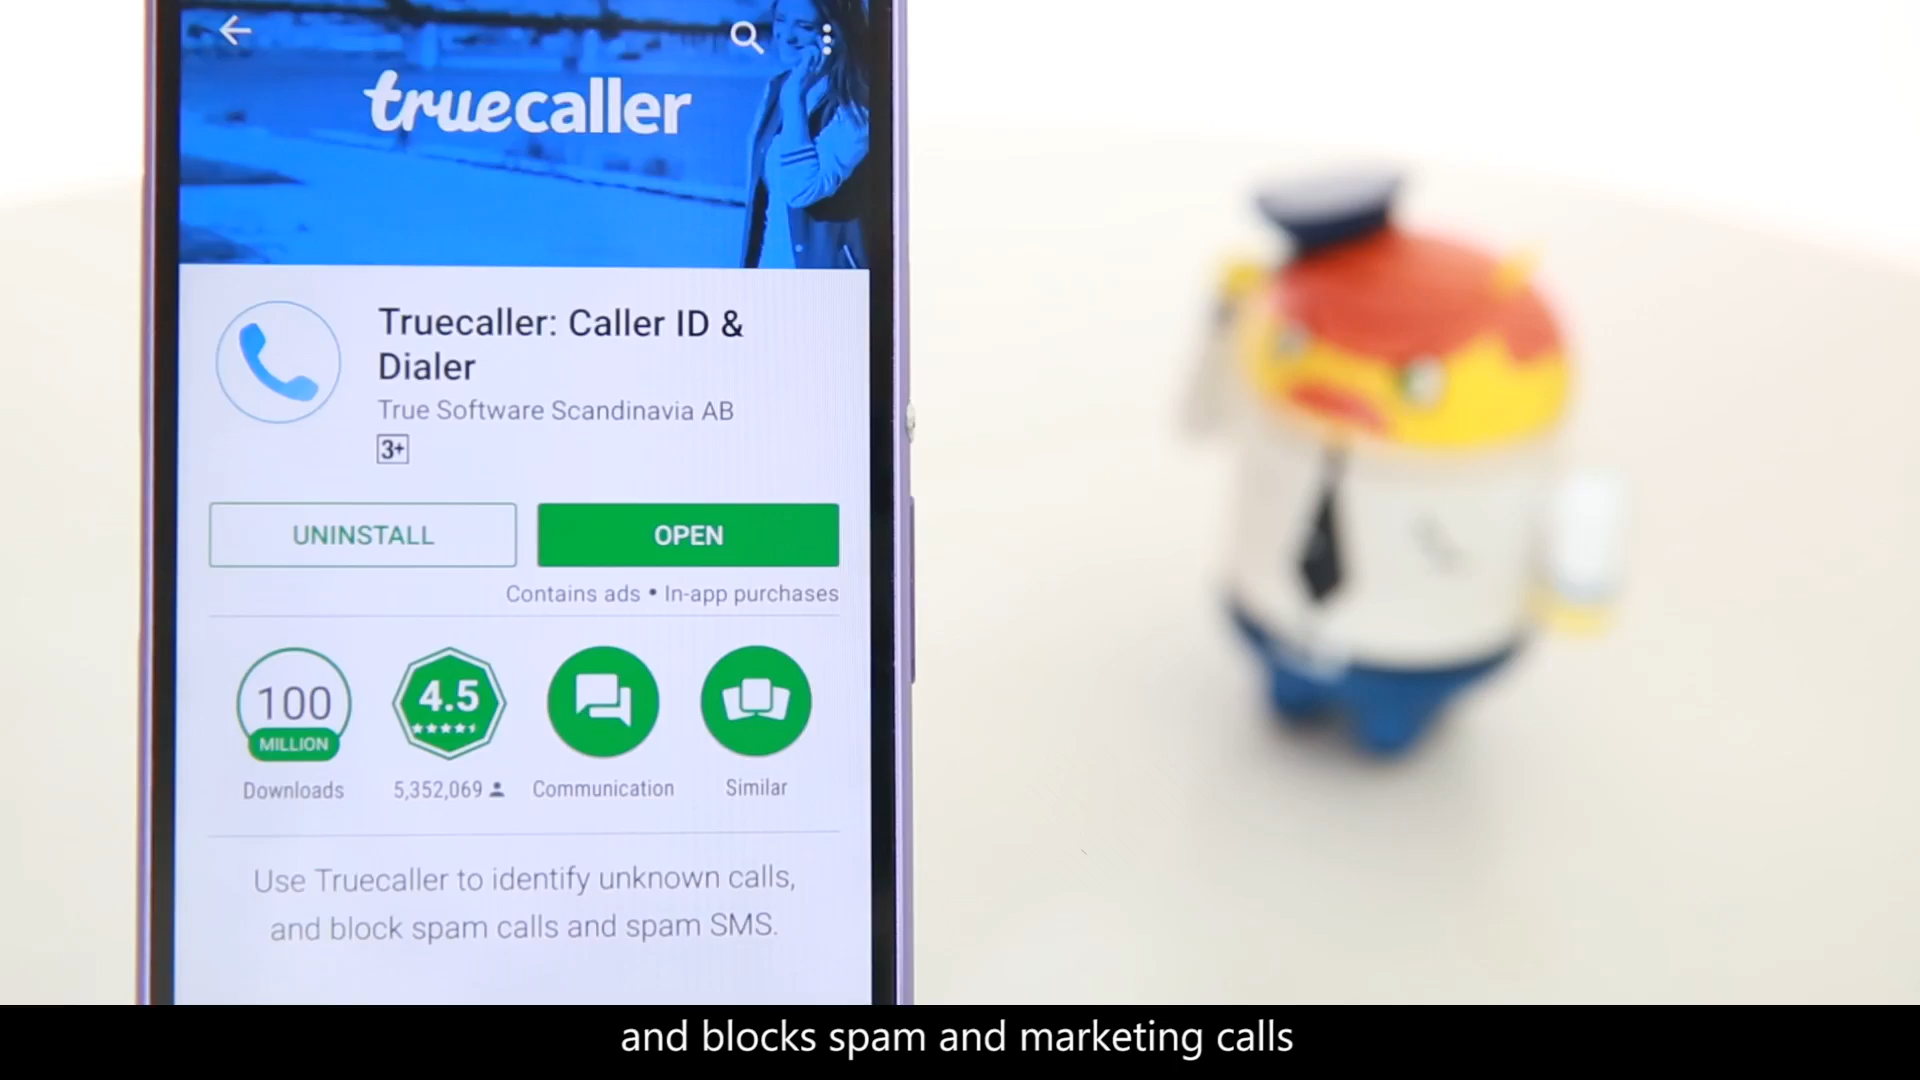 truecaller
Truecaller: Caller ID &
Dialer
True Software Scandinavia AB
3+
UNINSTALL
OPEN
Contains ads • In-app purchases
100
MILLION
Downloads
4.5
5,352,069
Communication
Similar
Use Truecaller to identify unknown calls,
and block spam calls and spam SMS.
and blocks spam and marketing calls